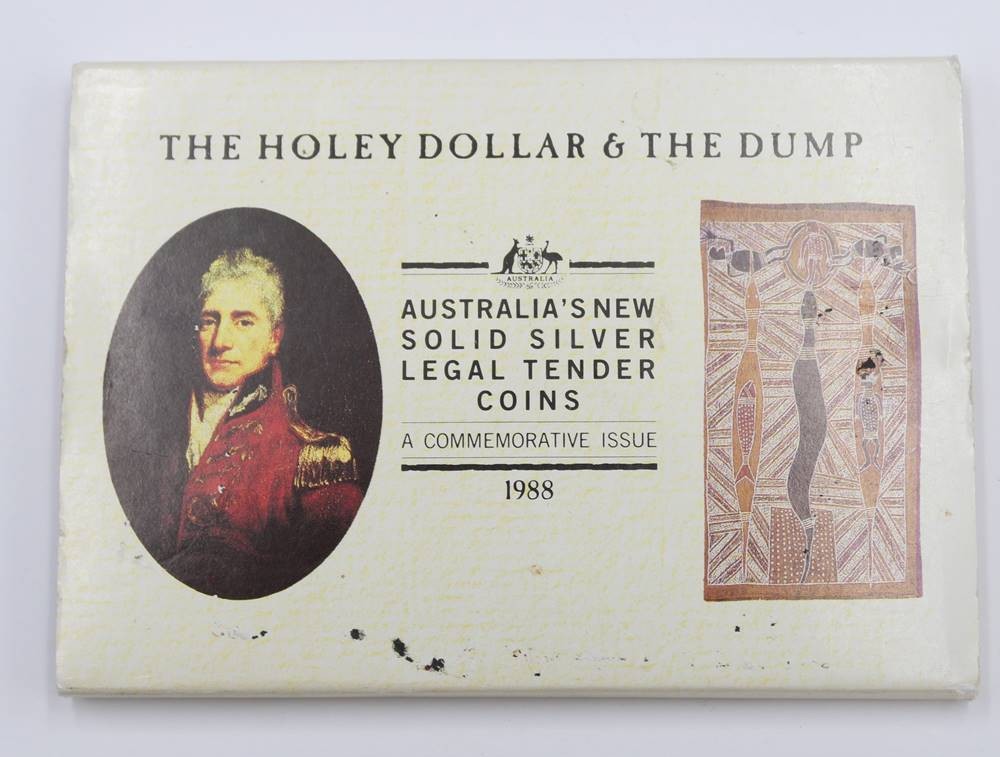 THE HOLEY DOLLAR & THE DUMP
AUSTRALIA
AUSTRALIA'S NEW
SOLID SILVER
LEGAL TENDER
COINS
A COMMEMORATIVE ISSUE
1988